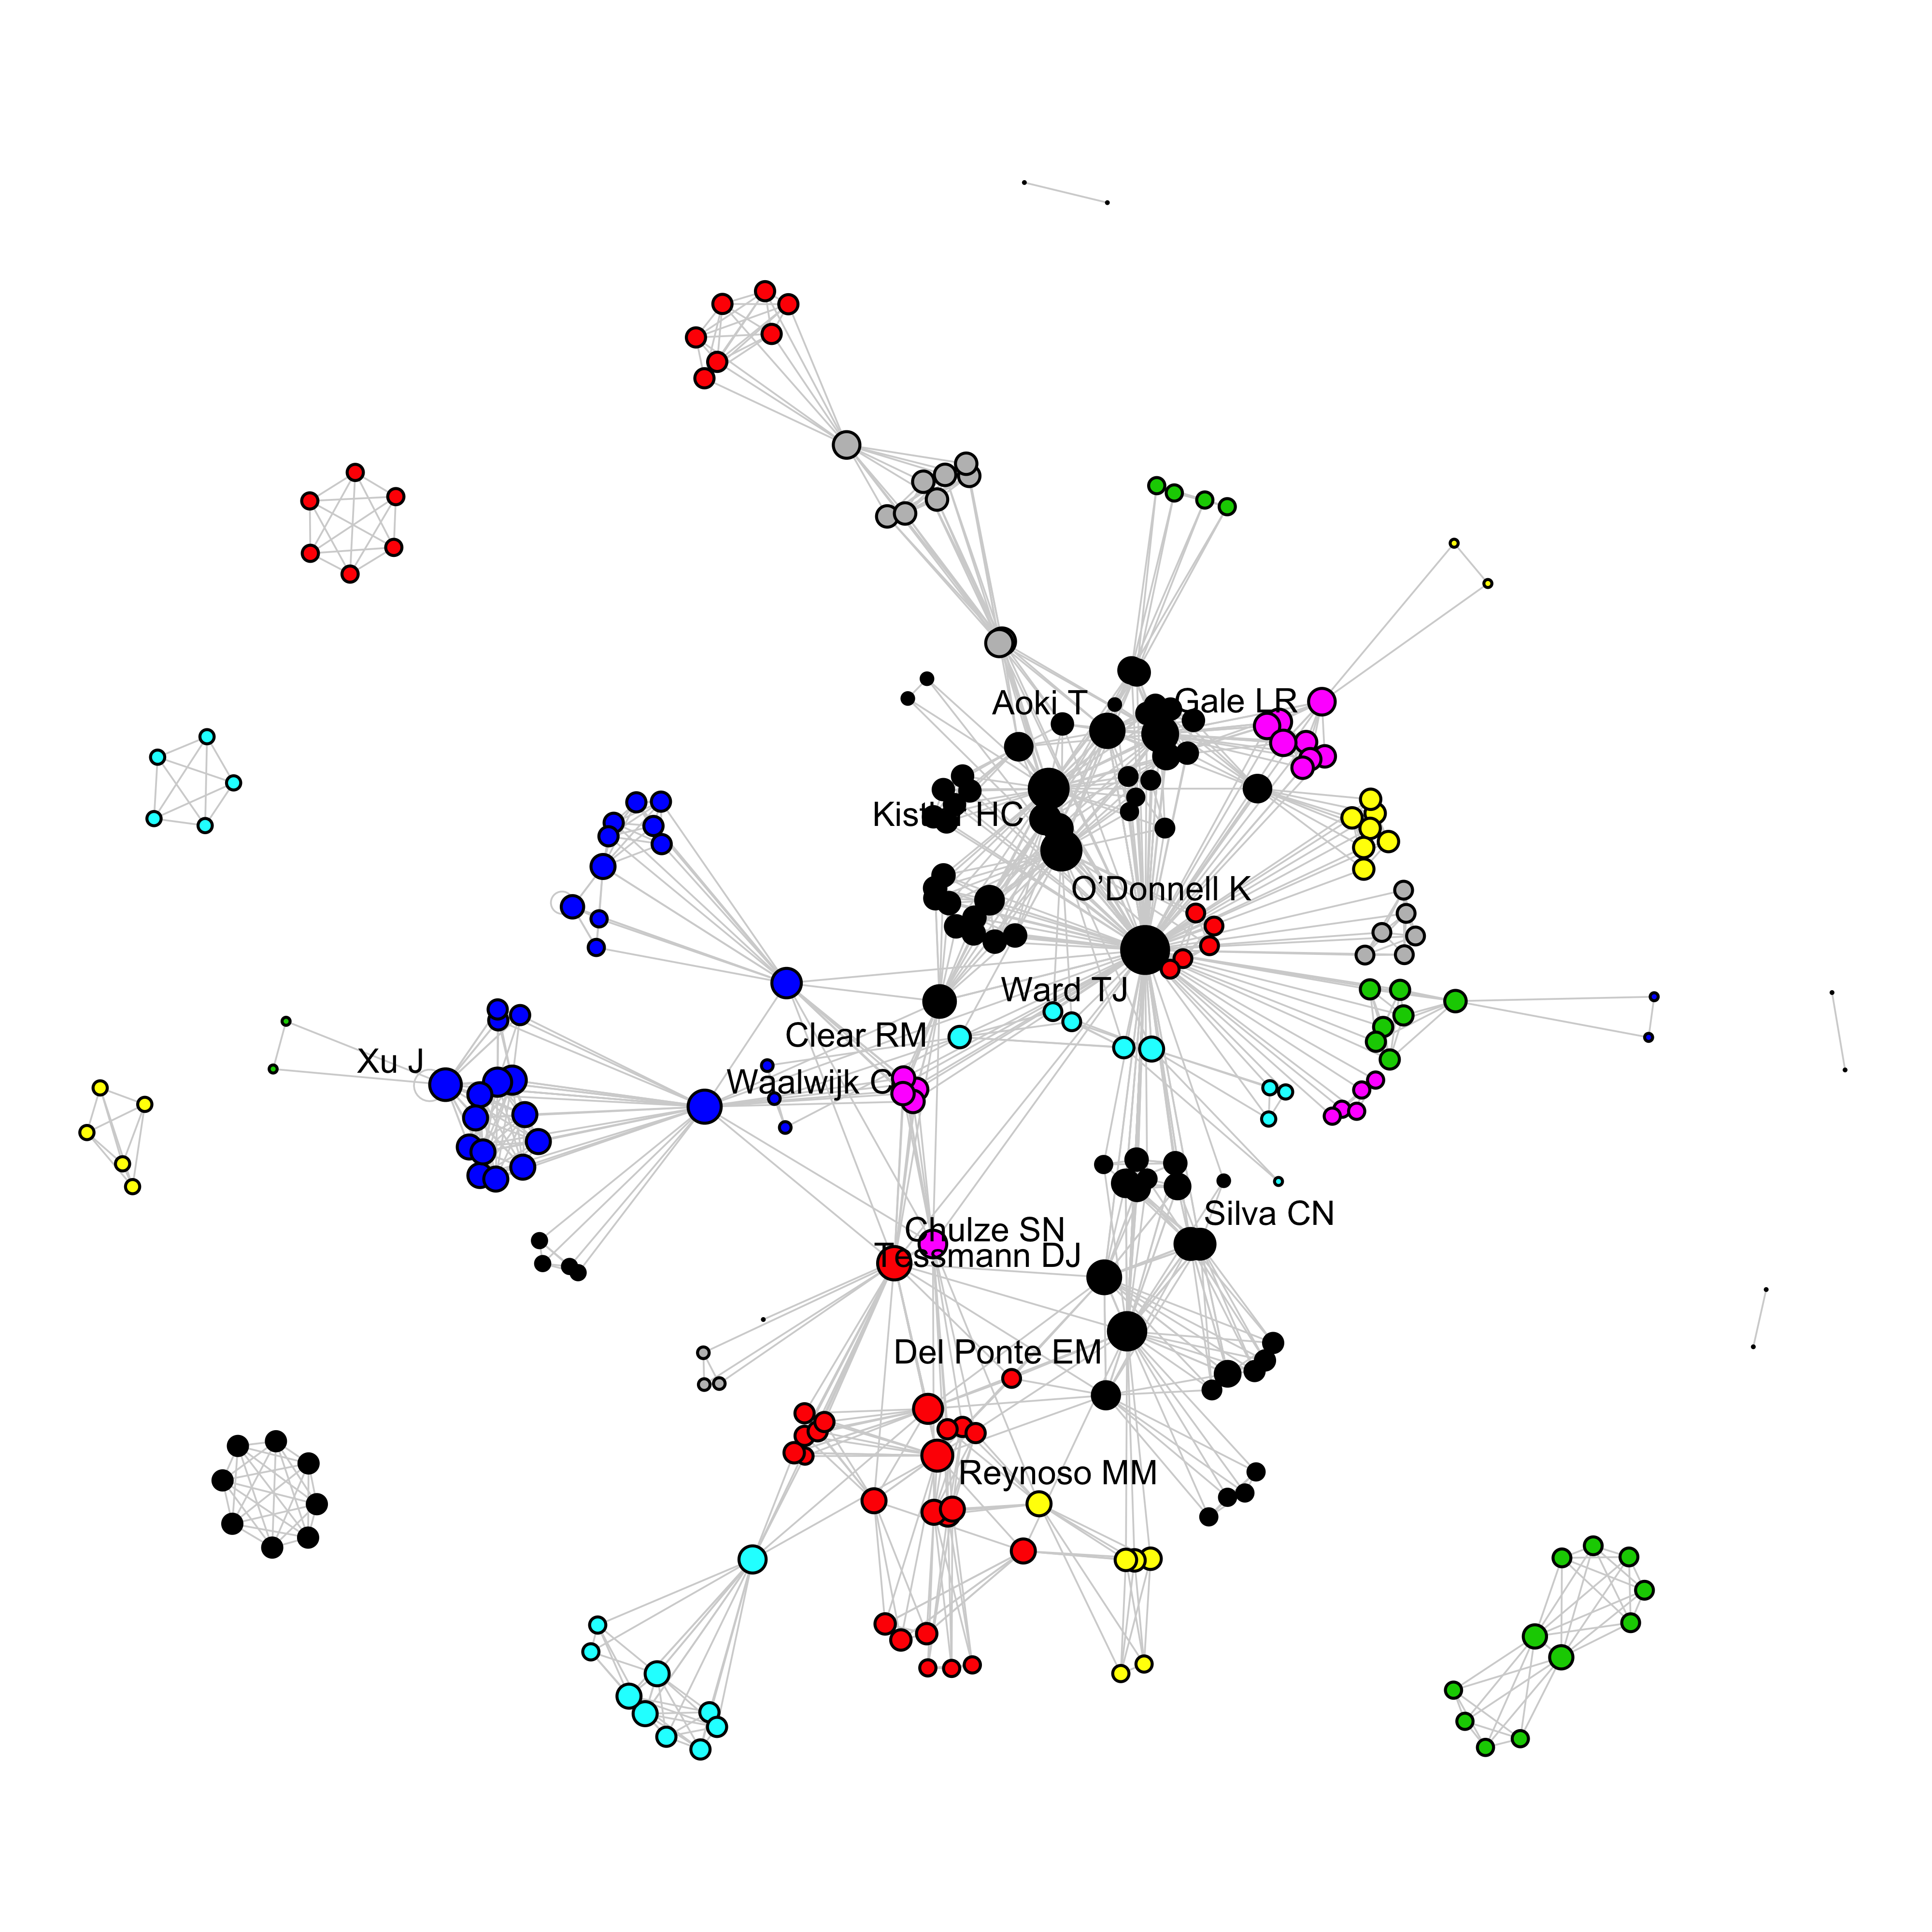 Aoki T
Gale LR
Kistler HC
O’Donnell K
Ward TJ
Clear RM
Xu J
Waalwijk C
Silva CN
Chulze SN
Tessmann DJ
Del Ponte EM
Reynoso MM